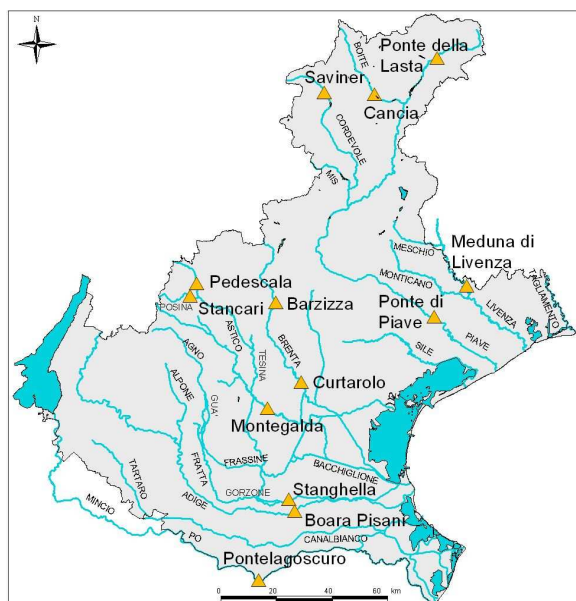 N
Ponte della
Lasta
BOITE
Saviner
Cancia
CORDEVOLE
MIS
Meduna di
Livenza
MESCHIO
MONTICANO
TAGLIAMENTO
LIVENZA
Pedescala
POSINA
Stancari
Barzizza
Ponte di
Piave
PIAVE
ASTICO
AGNO
TESINA
BRENTA
SILE
ALPONE
GUA'
Curtarolo
Montegalda
FRATTA
FRASSINE
BACCHIGLIONE
TARTARO
GORZONE
Stanghella
MINCIO
ADIGE
Boara Pisani
PO
CANALBIANCO
Pontelagoscuro
0 20 40 60
km